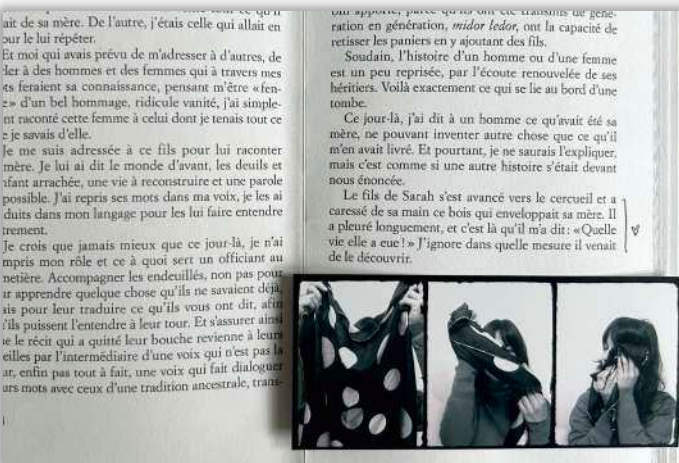 ait de sa mère. De l'autre, j'étais celle qui allait en
our le lui répéter.
Et moi qui avais prévu de m'adresser à d'autres, de
ler à des hommes et des femmes qui à travers mes
ts feraient sa connaissance, pensant m'être «fen-
e» d'un bel hommage, ridicule vanité, j'ai simple-
nt raconté cette femme à celui dont je tenais tout ce
e je savais d'elle.
Je me suis adressée à ce fils pour lui raconter
mère. Je lui ai dit le monde d'avant, les deuils et
nfant arrachée, une vie à reconstruire et une parole
possible. J'ai repris ses mots dans ma voix, je les ai
duits dans mon langage pour les lui faire entendre
trement.
Je crois que jamais mieux que ce jour-là, je n'ai
mpris mon rôle et ce à quoi sert un officiant au
netière. Accompagner les endeuillés, non pas pour
ur apprendre quelque chose qu'ils ne savaient déjà,
ais pour leur traduire ce qu'ils vous ont dit, afin
'ils puissent l'entendre à leur tour. Et s'assurer ainsi
ue le récit qui a quitté leur bouche revienne à leurs
eilles par l'intermédiaire d'une voix qui n'est pas la
ur, enfin pas tout à fait, une voix qui fait dialoguer
urs mots avec ceux d'une tradition ancestrale, trans-
ration en génération, midor ledor, ont la capacité de
retisser les paniers en y ajoutant des fils.
Soudain, l'histoire d'un homme ou d'une femme
est un peu reprisée, par l'écoute renouvelée de ses
héritiers. Voilà exactement ce qui se lie au bord d'une
tombe.
Ce jour-là, j'ai dit à un homme ce qu'avait été sa
mère, ne pouvant inventer autre chose que ce qu'il
m'en avait livré. Et pourtant, je ne saurais l'expliquer,
mais c'est comme si une autre histoire s'était devant
nous énoncée.
Le fils de Sarah s'est avancé vers le cercueil et a
caressé de sa main ce bois qui enveloppait sa mère. Il
a pleuré longuement, et c'est là qu'il m'a dit: «Quelle
vie elle a eue!» J'ignore dans quelle mesure il venait
de le découvrir.